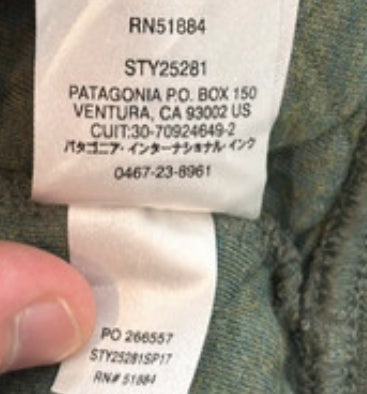 RN51884
STY25281
PATAGONIA P.O. BOX 150
VENTURA, CA 93002 US
CUIT:30-70924649-2
パタゴニア・インターナショナル インク
0467-23-8961
PO 266557
STY25281SP17
RN# 51884